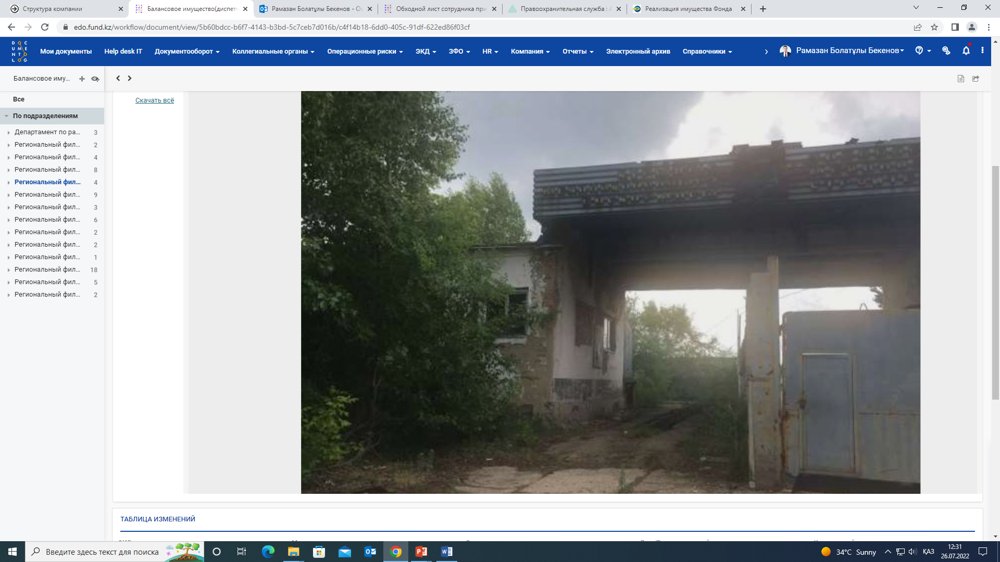 Структура компании
Балансовое имущество(диспетч
Рамазан Болатұлы Бекенов - Ou
Обходной лист сотрудника при
Правоохранительная служба : А
Реализация имущества Фонда
edo.fund.kz/workflow/document/view/5b60bdcc-b6f7-4143-b3bd-5c7ceb7d016b/c4f14b18-6dd0-405c-91df-622ed86f03cf
DOCUMENTOLOG
Мои документы
Help desk IT
Документооборот
Коллегиальные органы
Операционные риски
ЭКД
ЗФО
HR
Компания
Отчеты
Электронный архив
Справочники
Рамазан Болатұлы Бекенов
Балансовое иму...
Скачать всё
Все
По подразделениям
Департамент по ра... 3
Региональный фил... 2
Региональный фил... 4
Региональный фил... 8
Региональный фил... 4
Региональный фил... 9
Региональный фил... 3
Региональный фил... 6
Региональный фил... 2
Региональный фил... 2
Региональный фил... 1
Региональный фил... 18
Региональный фил... 5
Региональный фил... 2
ТАБЛИЦА ИЗМЕНЕНИЙ
Введите здесь текст для поиска
34°C Sunny
ҚАЗ
12:31
26.07.2022